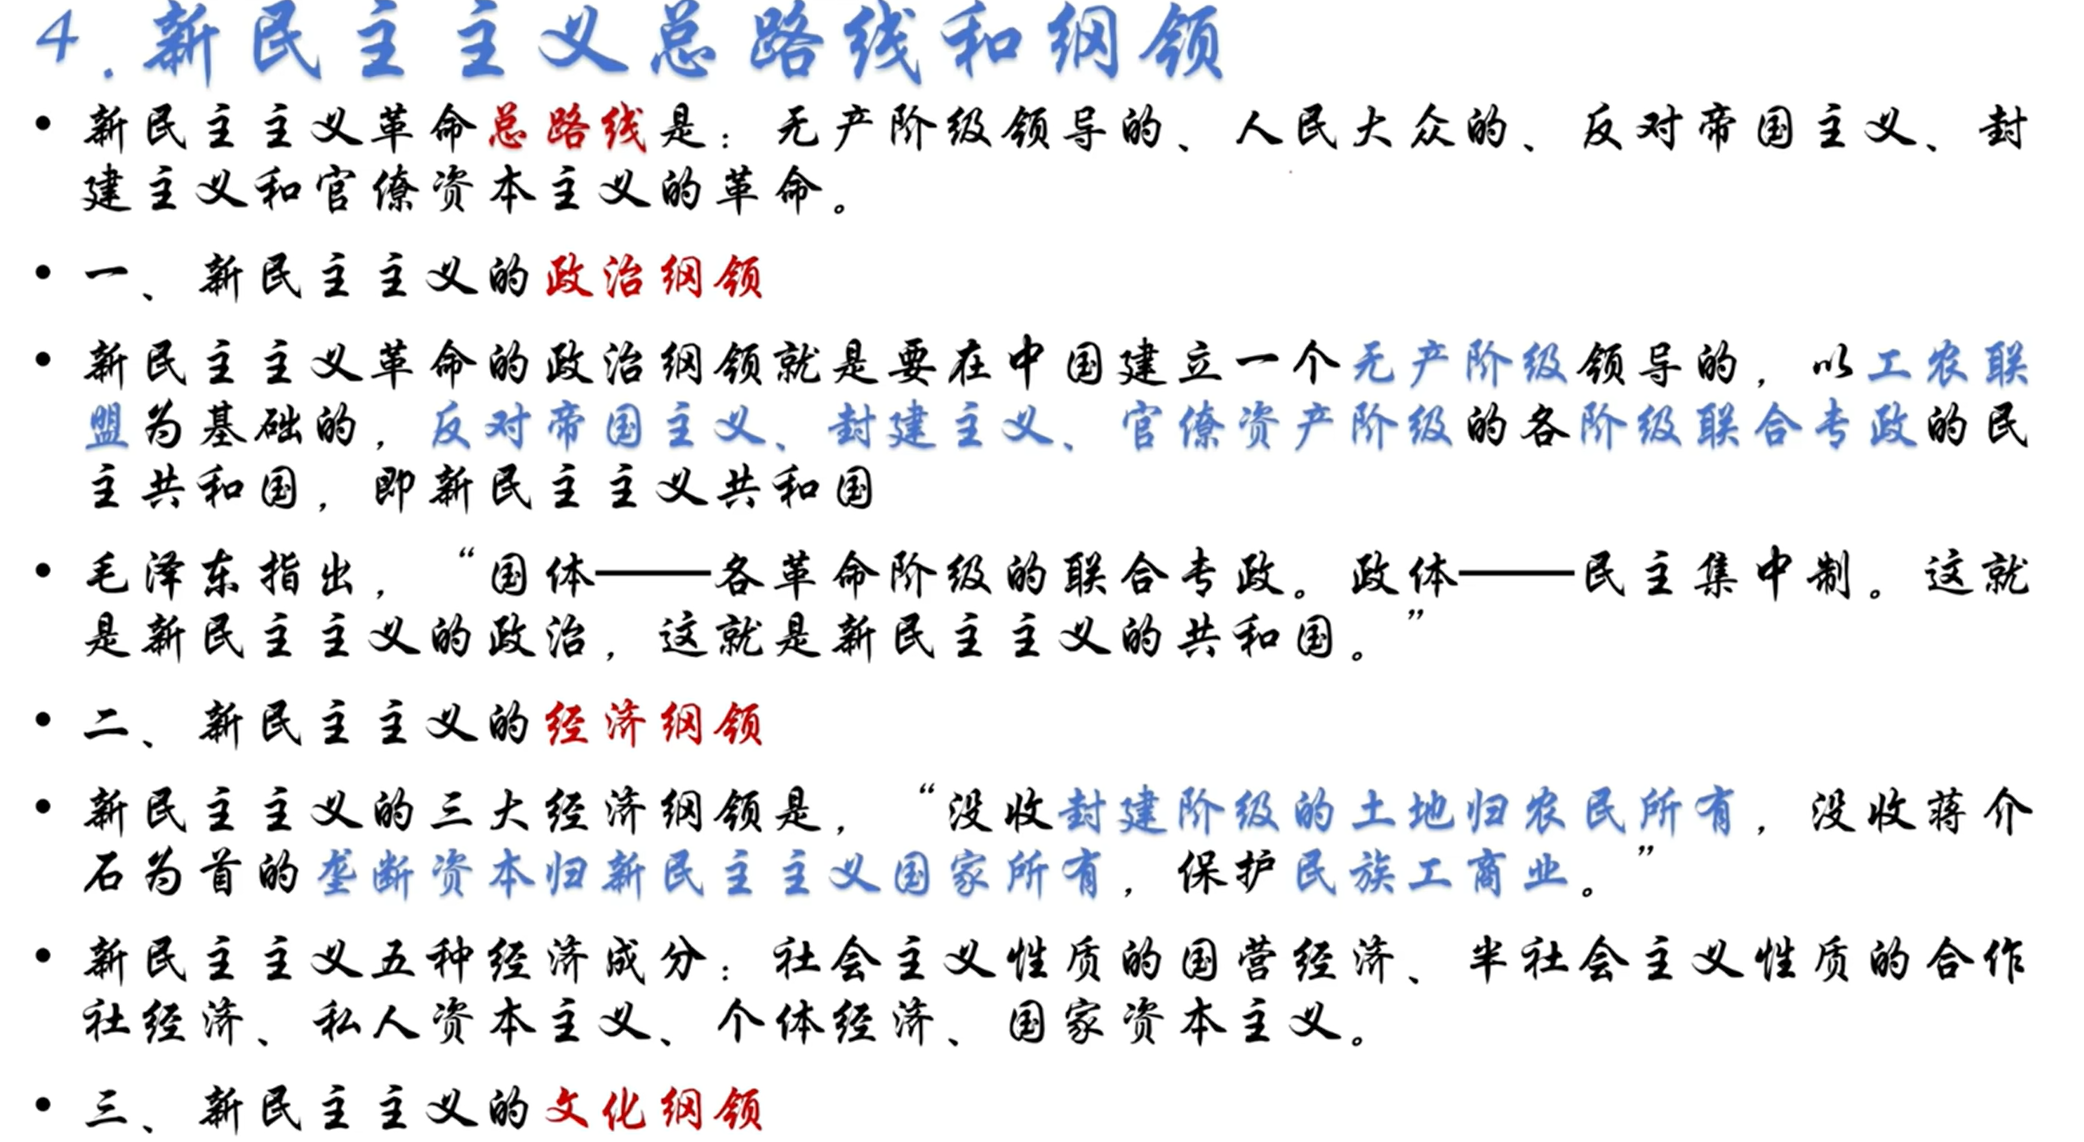 4.新民主主义总路线和纲领
• 新民主主义革命总路线是：无产阶级领导的、人民大众的、反对帝国主义、封
建主义和官僚资本主义的革命。
• 一、新民主主义的政治纲领
• 新民主主义革命的政治纲领就是要在中国建立一个无产阶级领导的，以工农联
盟为基础的，反对帝国主义、封建主义、官僚资产阶级的各阶级联合专政的民
主共和国，即新民主主义共和国
• 毛泽东指出，“国体——各革命阶级的联合专政。政体——民主集中制。这就
是新民主主义的政治，这就是新民主主义的共和国。”
• 二、新民主主义的经济纲领
• 新民主主义的三大经济纲领是，“没收封建阶级的土地归农民所有，没收蒋介
石为首的垄断资本归新民主主义国家所有，保护民族工商业。”
• 新民主主义五种经济成分：社会主义性质的国营经济、半社会主义性质的合作
社经济、私人资本主义、个体经济、国家资本主义。
• 三、新民主主义的文化纲领